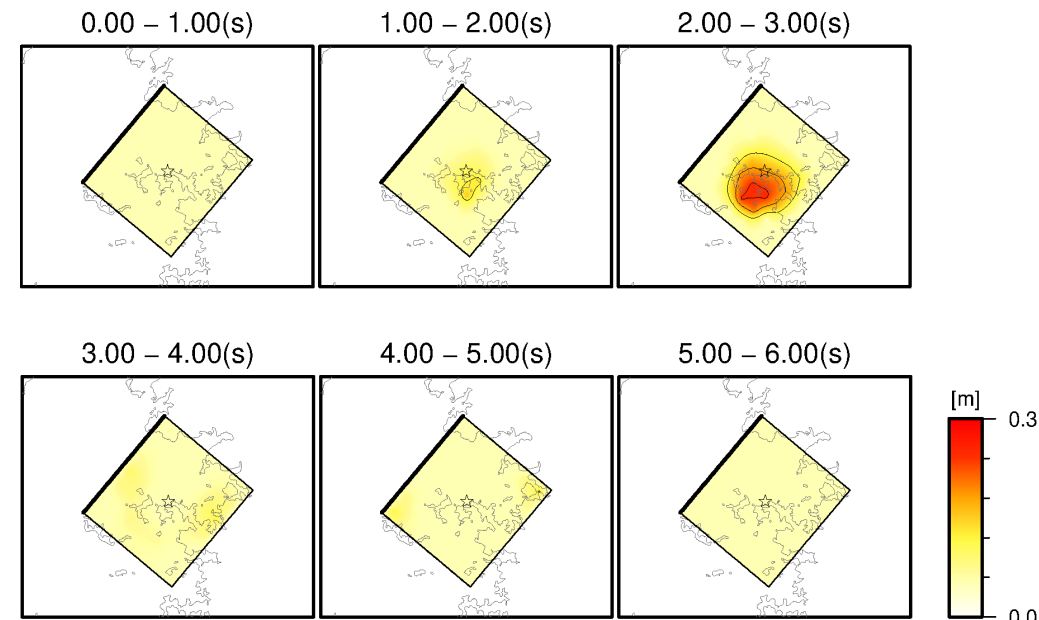 0.00 − 1.00(s)
1.00 − 2.00(s)
2.00 − 3.00(s)
3.00 − 4.00(s)
4.00 − 5.00(s)
5.00 − 6.00(s)
[m]
0.3
0.0